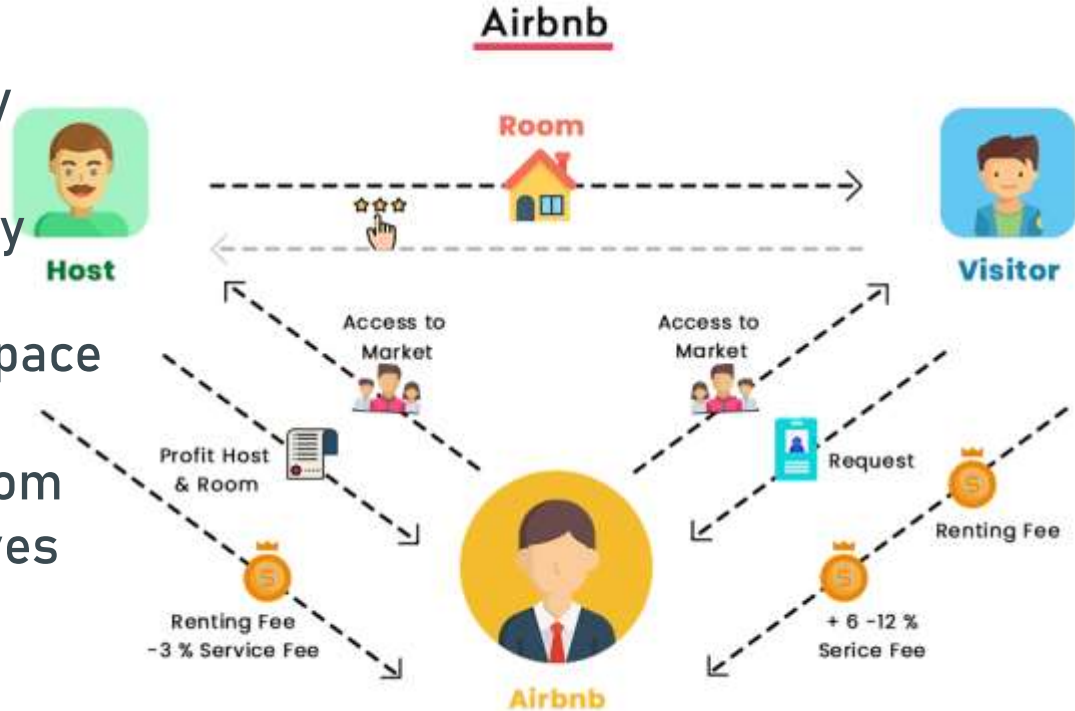 Airbnb
y
Room
y
Host
Visitor
Access to
Market
Access to
Market
pace
Profit Host
& Room
Request
om
Renting Fee
ves
Renting Fee
-3 % Service Fee
+ 6 -12 %
Serice Fee
Airbnb